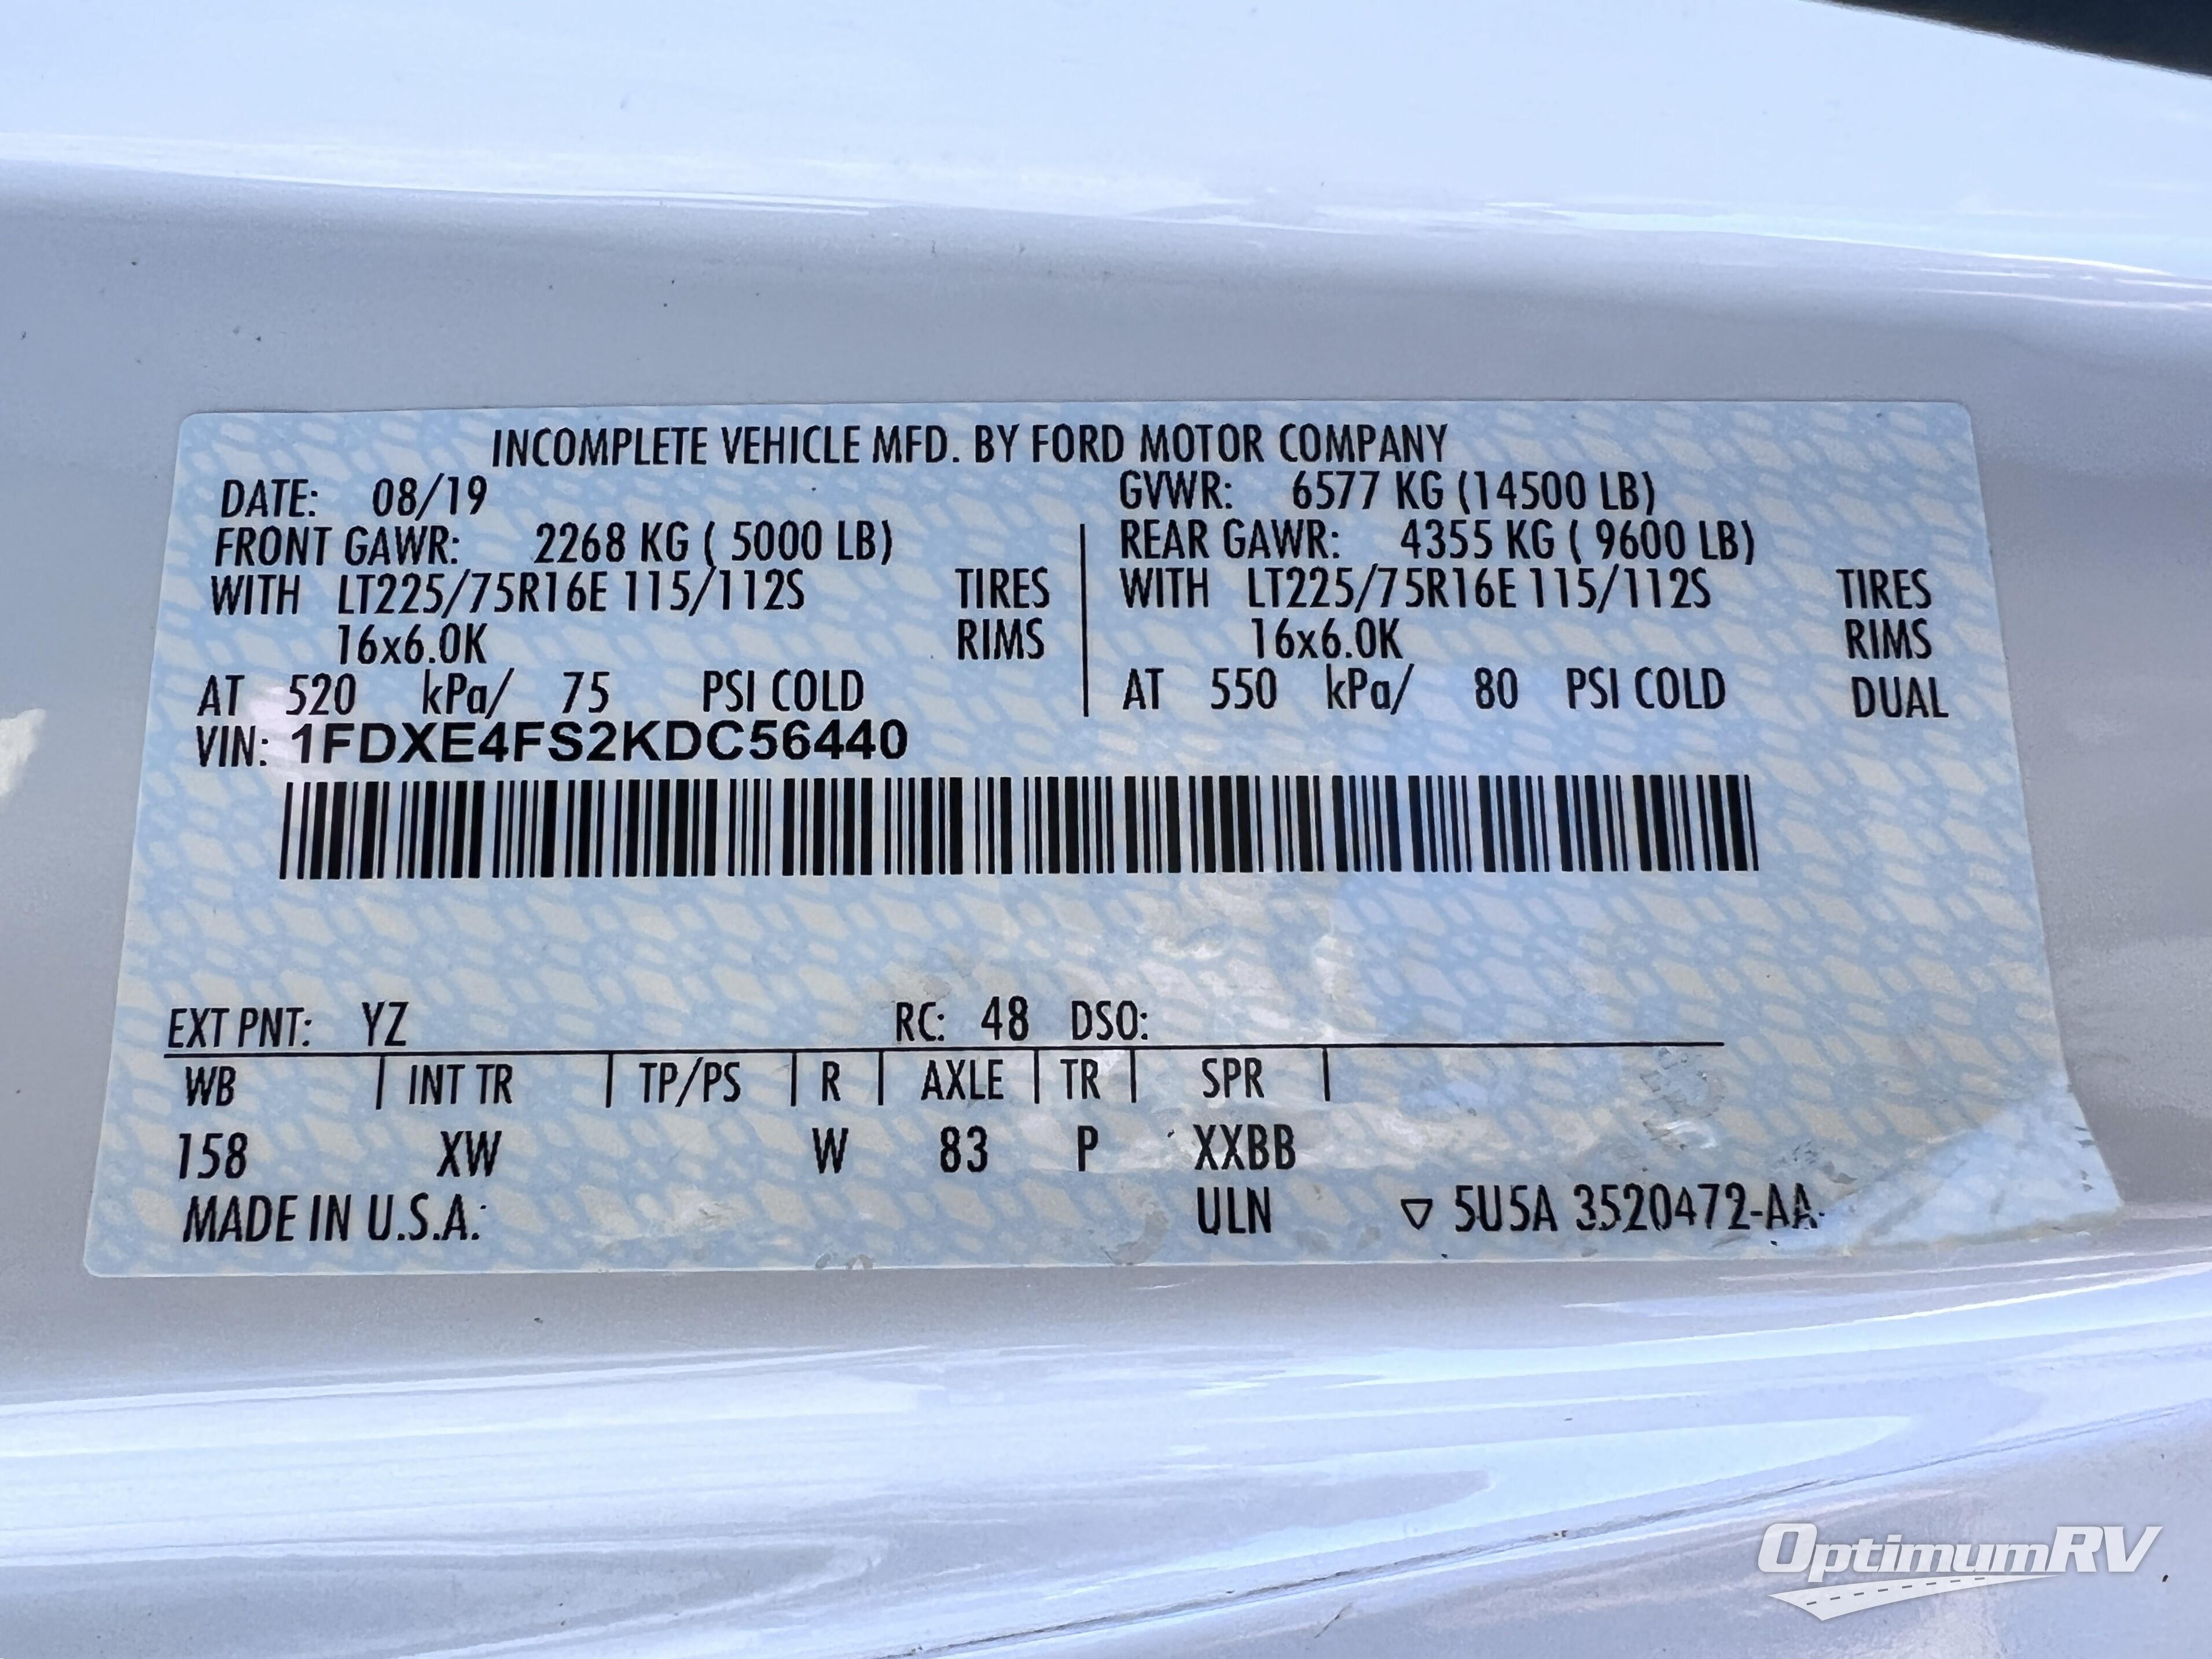 INCOMPLETE VEHICLE MFD. BY FORD MOTOR COMPANY
DATE: 08/19 GVWR: 6577 KG (14500 LB)
FRONT GAWR: 2268 KG ( 5000 LB) REAR GAWR: 4355 KG ( 9600 LB)
WITH LT225/75R16E 115/112S TIRES WITH LT225/75R16E 115/112S TIRES
16x6.0K RIMS 16x6.0K RIMS
AT 520 kPa/ 75 PSI COLD AT 550 kPa/ 80 PSI COLD DUAL
VIN: 1FDXE4FS2KDC56440
EXT PNT: YZ RC: 48 DSO:
WB INT TR TP/PS R AXLE TR SPR
158 XW W 83 P XXBB
MADE IN U.S.A. ULN ▽ 5U5A 3520472-AA
OptimumRV